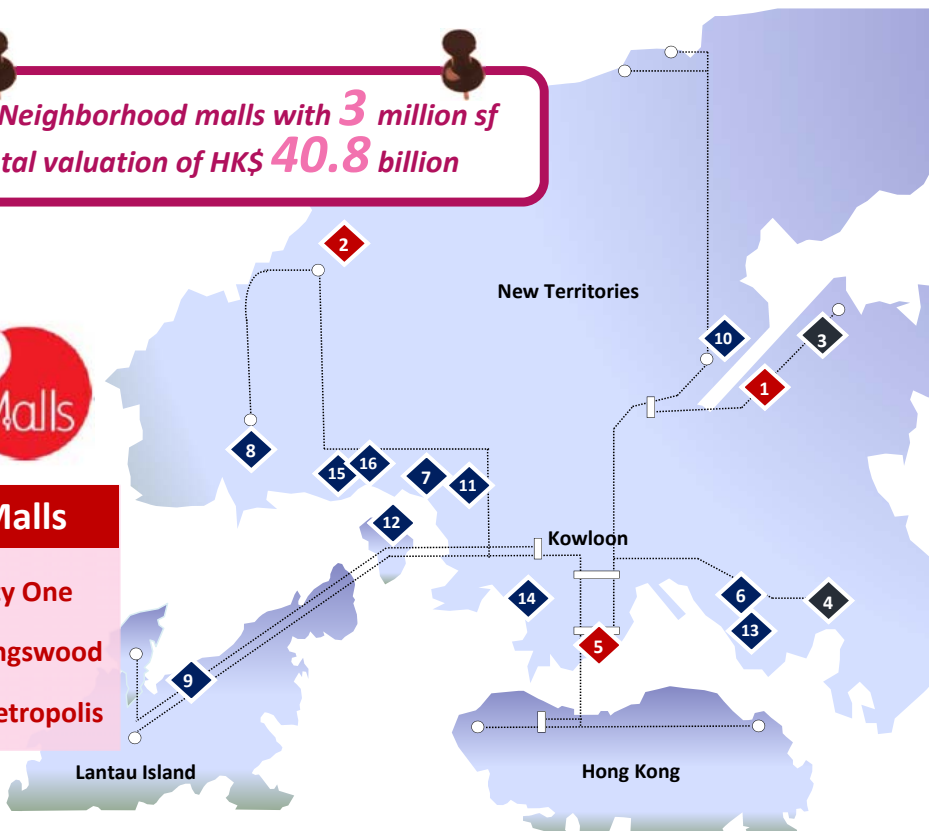 Neighborhood malls with 3 million sf
tal valuation of HK$ 40.8 billion
2
New Territories
10
3
1
Malls
8
15
16
7
11
Malls
12
Kowloon
y One
14
6
4
13
ngswood
5
9
etropolis
Lantau Island
Hong Kong